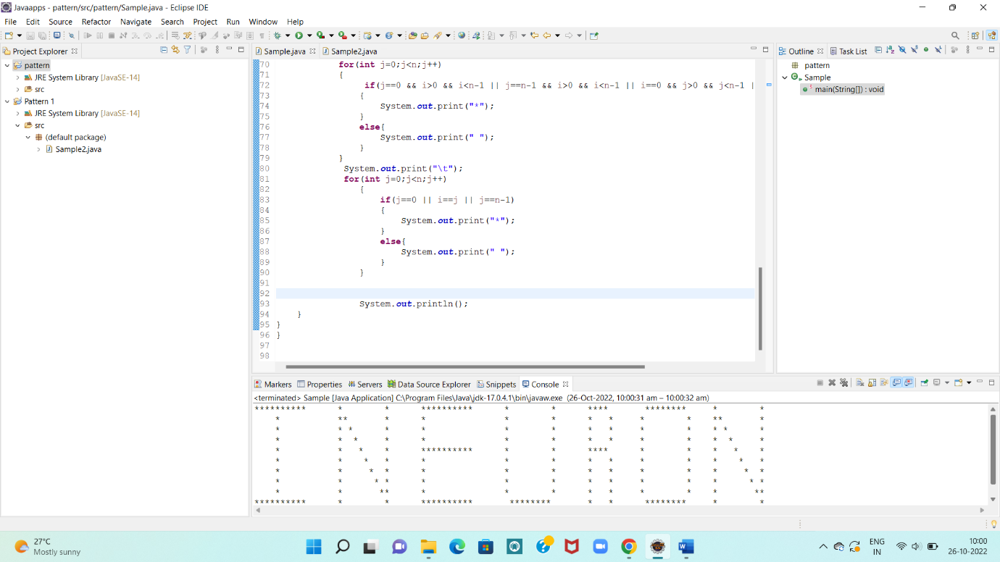 Javaapps - pattern/src/pattern/Sample.java - Eclipse IDE
File Edit Source Refactor Navigate Search Project Run Window Help
Project Explorer
pattern
JRE System Library [JavaSE-14]
src
Pattern 1
JRE System Library [JavaSE-14]
src
(default package)
Sample2.java
Sample.java Sample2.java
70 for(int j=0;j<n;j++)
71 {
72 if(j==0 && i>0 && i<n-1 || j==n-1 && i>0 && i<n-1 || i==0 && j>0 && j<n-1 |
73 {
74 System.out.print("*");
75 }
76 else{
77 System.out.print(" ");
78 }
79 }
80 System.out.print("\t");
81 for(int j=0;j<n;j++)
82 {
83 if(j==0 || i==j || j==n-1)
84 {
85 System.out.print("*");
86 }
87 else{
88 System.out.print(" ");
89 }
90 }
91
92
93 System.out.println();
94 }
95 }
96 }
97
98
Outline Task List
pattern
Sample
main(String[]) : void
Markers Properties Servers Data Source Explorer Snippets Console
<terminated> Sample [Java Application] C:\Program Files\Java\jdk-17.0.4.1\bin\javaw.exe (26-Oct-2022, 10:00:31 am – 10:00:32 am)
********** * * ********** * * **** ******** * *
* ** * * * * * * * * ** *
* * * * * * * * * * * * * *
* * * * * * * * * * * * * *
* * * * ********** * * **** * * * * *
* * * * * * * * * * * * * *
* * * * * * * * * * * * * *
* * * * * * * * * * * * * *
* * ** * * * * * * * * **
********** * * ********** ******** * * ******** * *
27°C
Mostly sunny
ENG
IN
10:00
26-10-2022